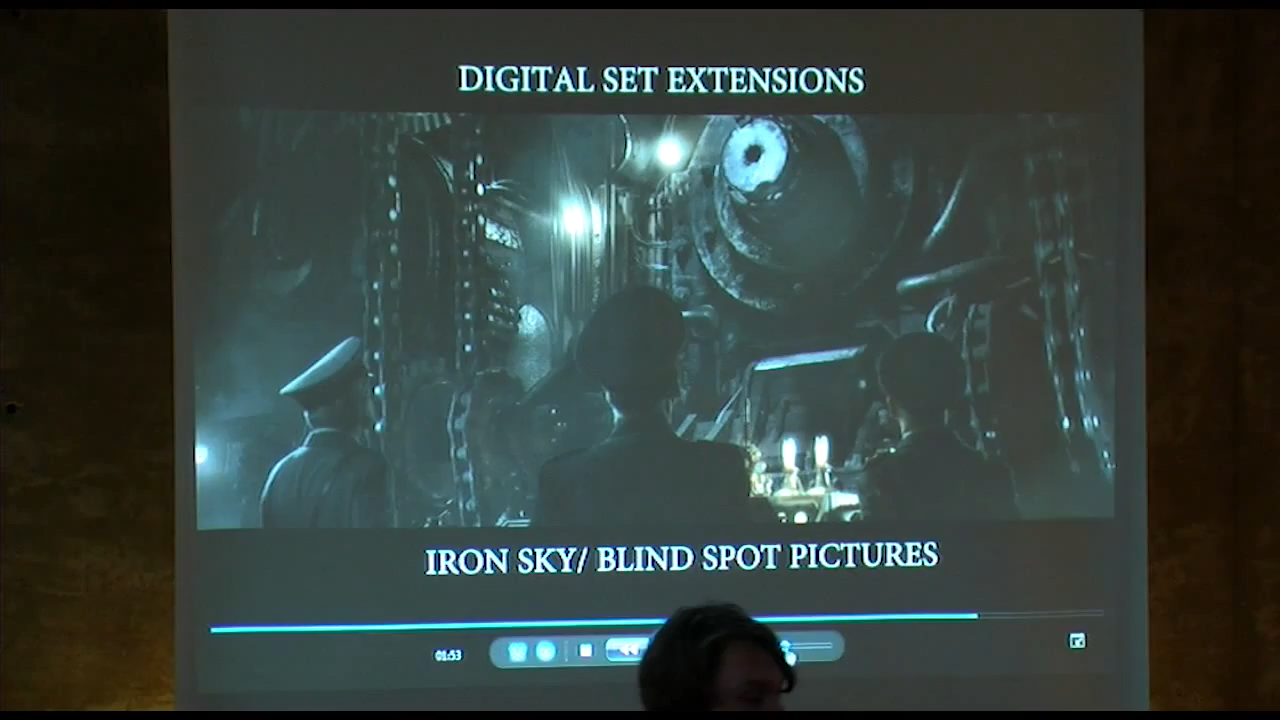 DIGITAL SET EXTENSIONS
IRON SKY/ BLIND SPOT PICTURES
01:53